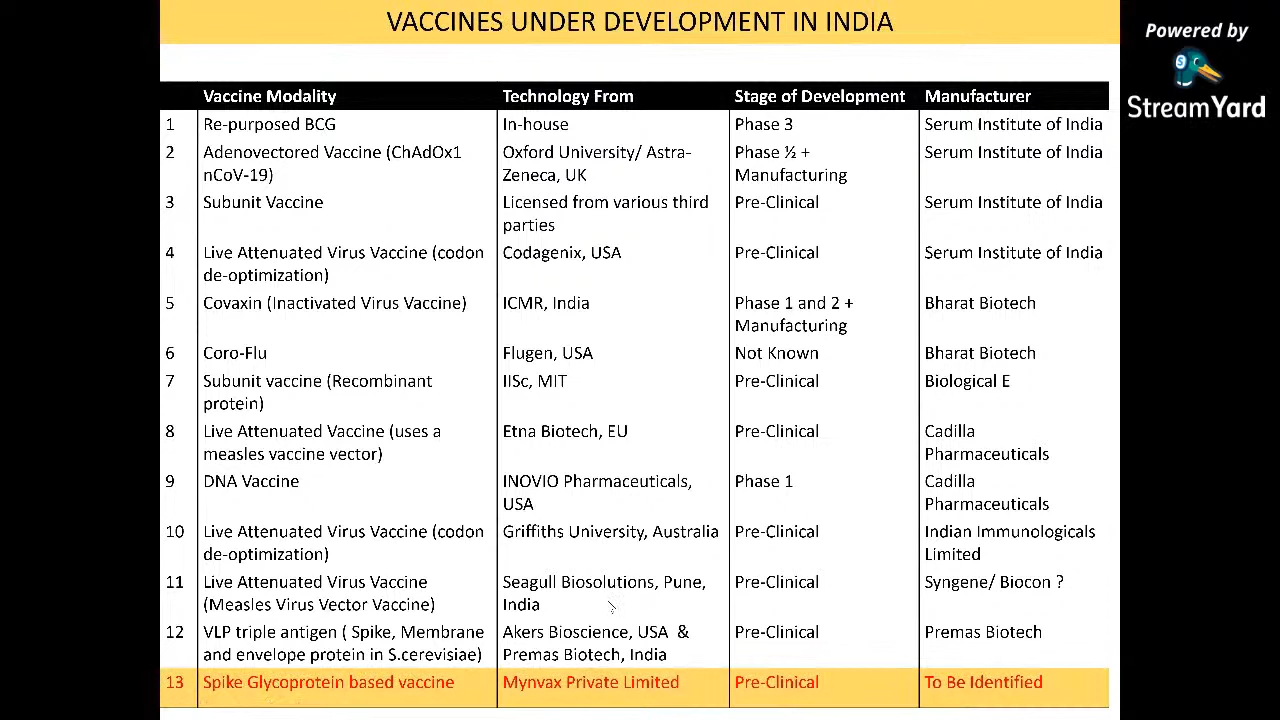 VACCINES UNDER DEVELOPMENT IN INDIA
Powered by
StreamYard
Vaccine Modality Technology From Stage of Development Manufacturer
1 Re-purposed BCG In-house Phase 3 Serum Institute of India
2 Adenovectored Vaccine (ChAdOx1 Oxford University/ Astra- Phase ½ + Serum Institute of India
nCoV-19) Zeneca, UK Manufacturing
3 Subunit Vaccine Licensed from various third Pre-Clinical Serum Institute of India
parties
4 Live Attenuated Virus Vaccine (codon Codagenix, USA Pre-Clinical Serum Institute of India
de-optimization)
5 Covaxin (Inactivated Virus Vaccine) ICMR, India Phase 1 and 2 + Bharat Biotech
Manufacturing
6 Coro-Flu Flugen, USA Not Known Bharat Biotech
7 Subunit vaccine (Recombinant IISc, MIT Pre-Clinical Biological E
protein)
8 Live Attenuated Vaccine (uses a Etna Biotech, EU Pre-Clinical Cadilla
measles vaccine vector) Pharmaceuticals
9 DNA Vaccine INOVIO Pharmaceuticals, Phase 1 Cadilla
USA Pharmaceuticals
10 Live Attenuated Virus Vaccine (codon Griffiths University, Australia Pre-Clinical Indian Immunologicals
de-optimization) Limited
11 Live Attenuated Virus Vaccine Seagull Biosolutions, Pune, Pre-Clinical Syngene/ Biocon ?
(Measles Virus Vector Vaccine) India
12 VLP triple antigen ( Spike, Membrane Akers Bioscience, USA & Pre-Clinical Premas Biotech
and envelope protein in S.cerevisiae) Premas Biotech, India
13 Spike Glycoprotein based vaccine Mynvax Private Limited Pre-Clinical To Be Identified